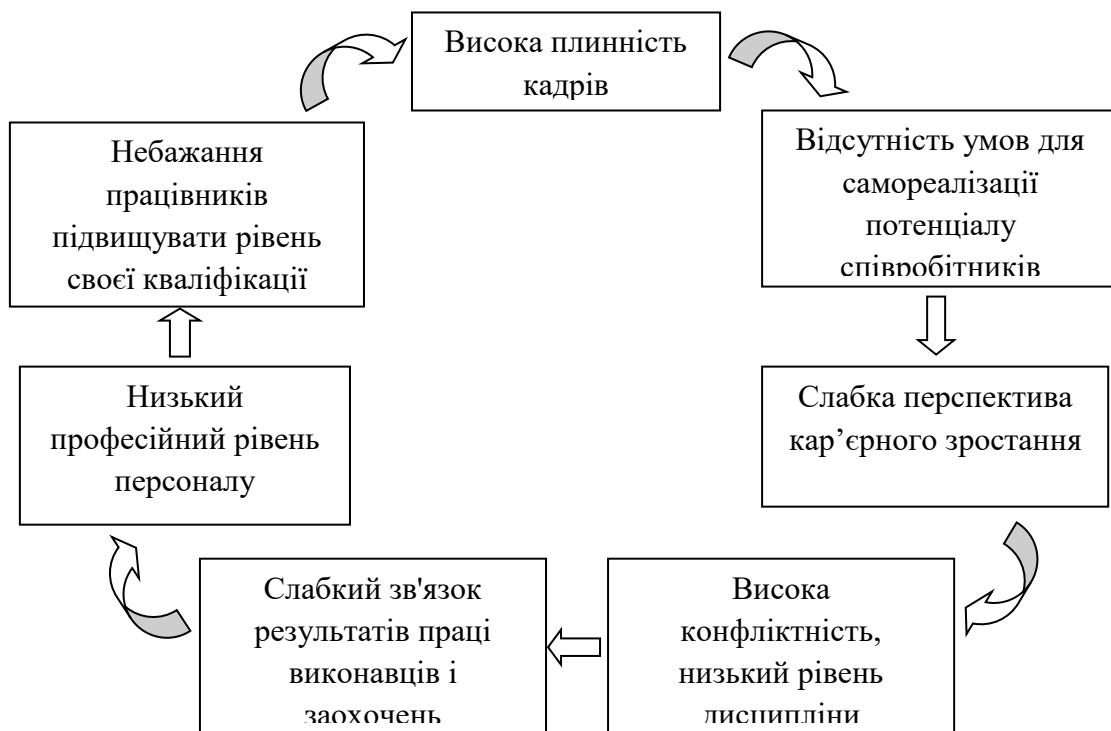 Висока плинність
кадрів
Відсутність умов для
самореалізації
потенціалу
співробітників
Слабка перспектива
кар’єрного зростання
Висока
конфліктність,
низький рівень
дисципліни
Слабкий зв'язок
результатів праці
виконавців і
заохочень
Низький
професійний рівень
персоналу
Небажання
працівників
підвищувати рівень
своєї кваліфікації